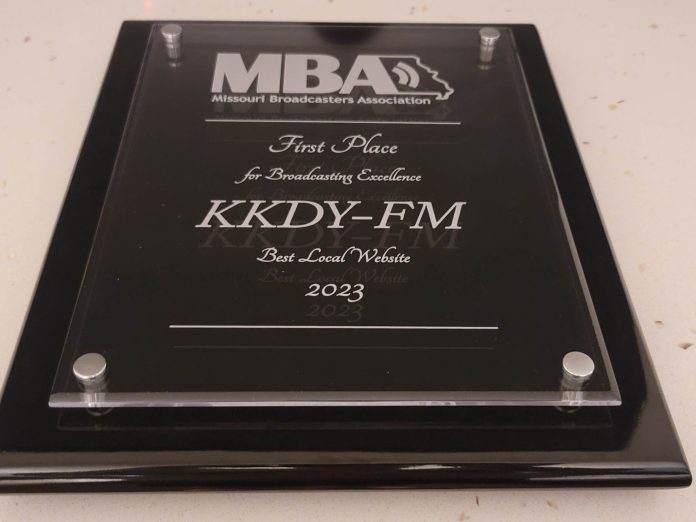 MBA
Missouri Broadcasters Association
First Place
for Broadcasting Excellence
KKDY-FM
Best Local Website
2023